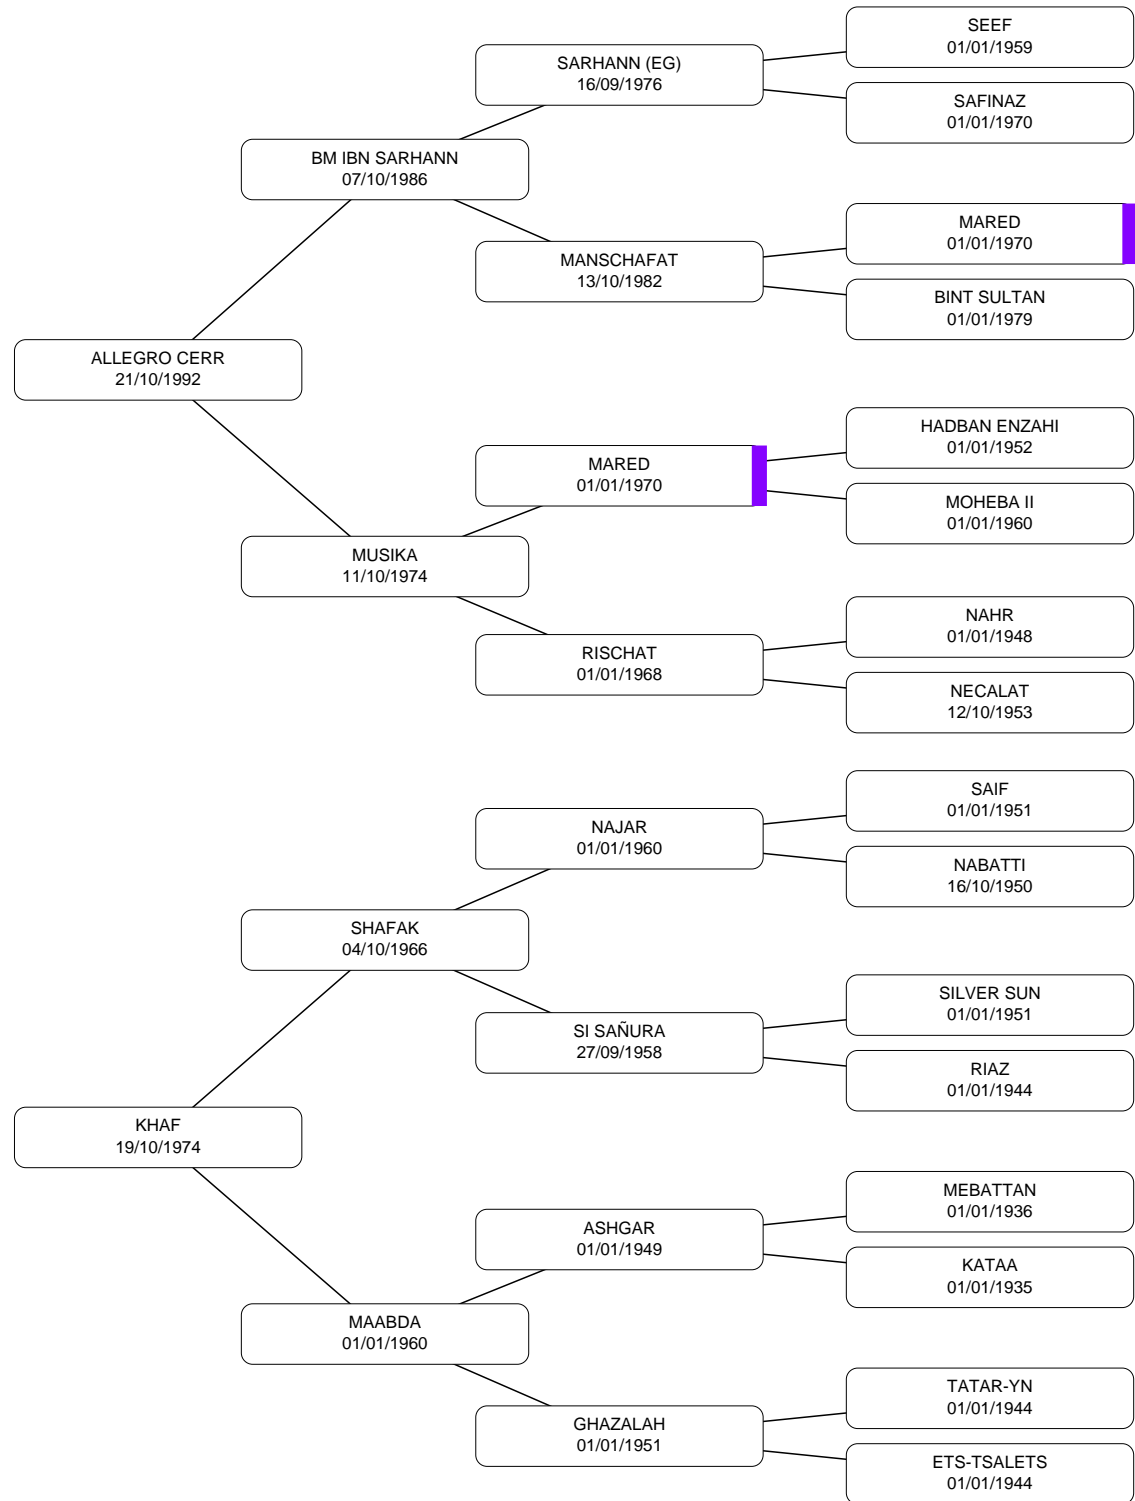 SEEF
01/01/1959
SARHANN (EG)
16/09/1976
SAFINAZ
01/01/1970
BM IBN SARHANN
07/10/1986
MARED
01/01/1970
MANSCHAFAT
13/10/1982
BINT SULTAN
01/01/1979
ALLEGRO CERR
21/10/1992
HADBAN ENZAHI
01/01/1952
MARED
01/01/1970
MOHEBA II
01/01/1960
MUSIKA
11/10/1974
NAHR
01/01/1948
RISCHAT
01/01/1968
NECALAT
12/10/1953
SAIF
01/01/1951
NAJAR
01/01/1960
NABATTI
16/10/1950
SHAFAK
04/10/1966
SILVER SUN
01/01/1951
SI SAÑURA
27/09/1958
RIAZ
01/01/1944
KHAF
19/10/1974
MEBATTAN
01/01/1936
ASHGAR
01/01/1949
KATAA
01/01/1935
MAABDA
01/01/1960
TATAR-YN
01/01/1944
GHAZALAH
01/01/1951
ETS-TSALETS
01/01/1944